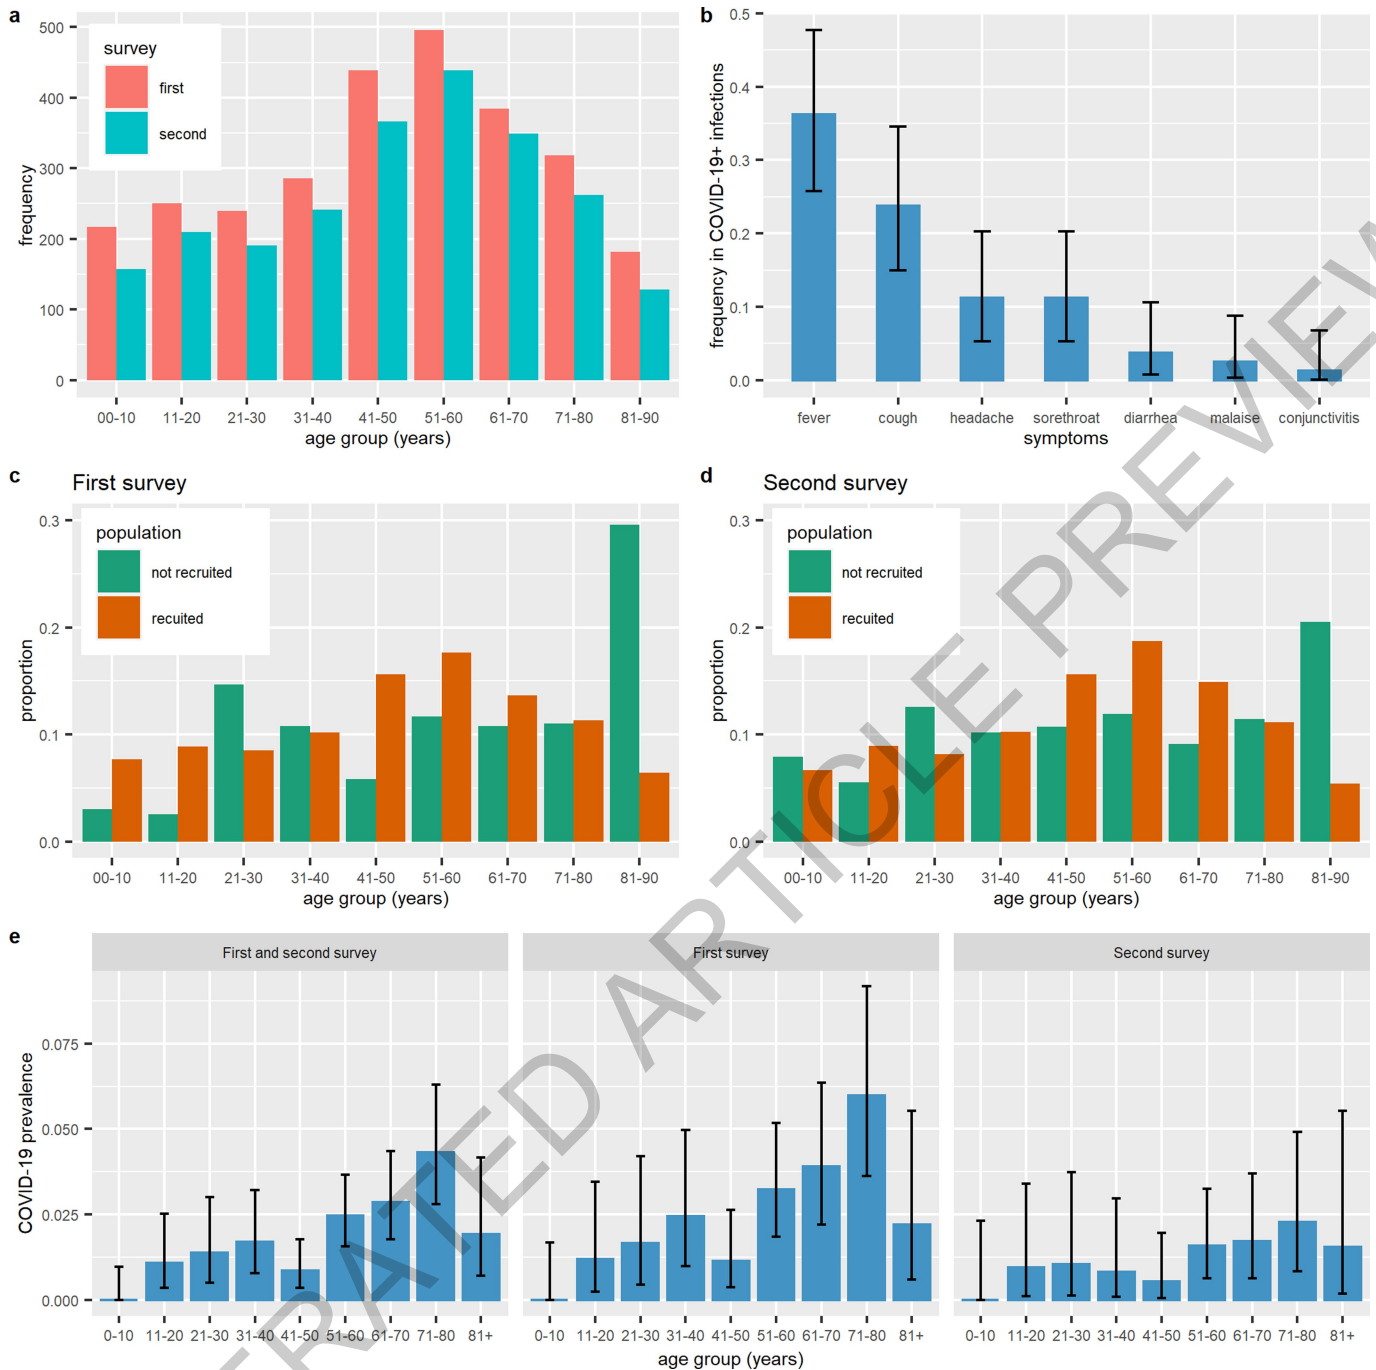 a
500
400
300
200
100
0
frequency
survey
first
second
00-10 11-20 21-30 31-40 41-50 51-60 61-70 71-80 81-90
age group (years)
b
0.5
0.4
0.3
0.2
0.1
0.0
frequency in COVID-19+ infections
fever cough headache sorethroat diarrhea malaise conjunctivitis
symptoms
c
First survey
0.3
0.2
0.1
0.0
proportion
population
not recruited
recuited
00-10 11-20 21-30 31-40 41-50 51-60 61-70 71-80 81-90
age group (years)
d
Second survey
0.3
0.2
0.1
0.0
proportion
population
not recruited
recuited
00-10 11-20 21-30 31-40 41-50 51-60 61-70 71-80 81-90
age group (years)
e
First and second survey
First survey
Second survey
0.075
0.050
0.025
0.000
COVID-19 prevalence
0-10 11-20 21-30 31-40 41-50 51-60 61-70 71-80 81+
0-10 11-20 21-30 31-40 41-50 51-60 61-70 71-80 81+
0-10 11-20 21-30 31-40 41-50 51-60 61-70 71-80 81+
age group (years)
ARTICLE PREVIEW